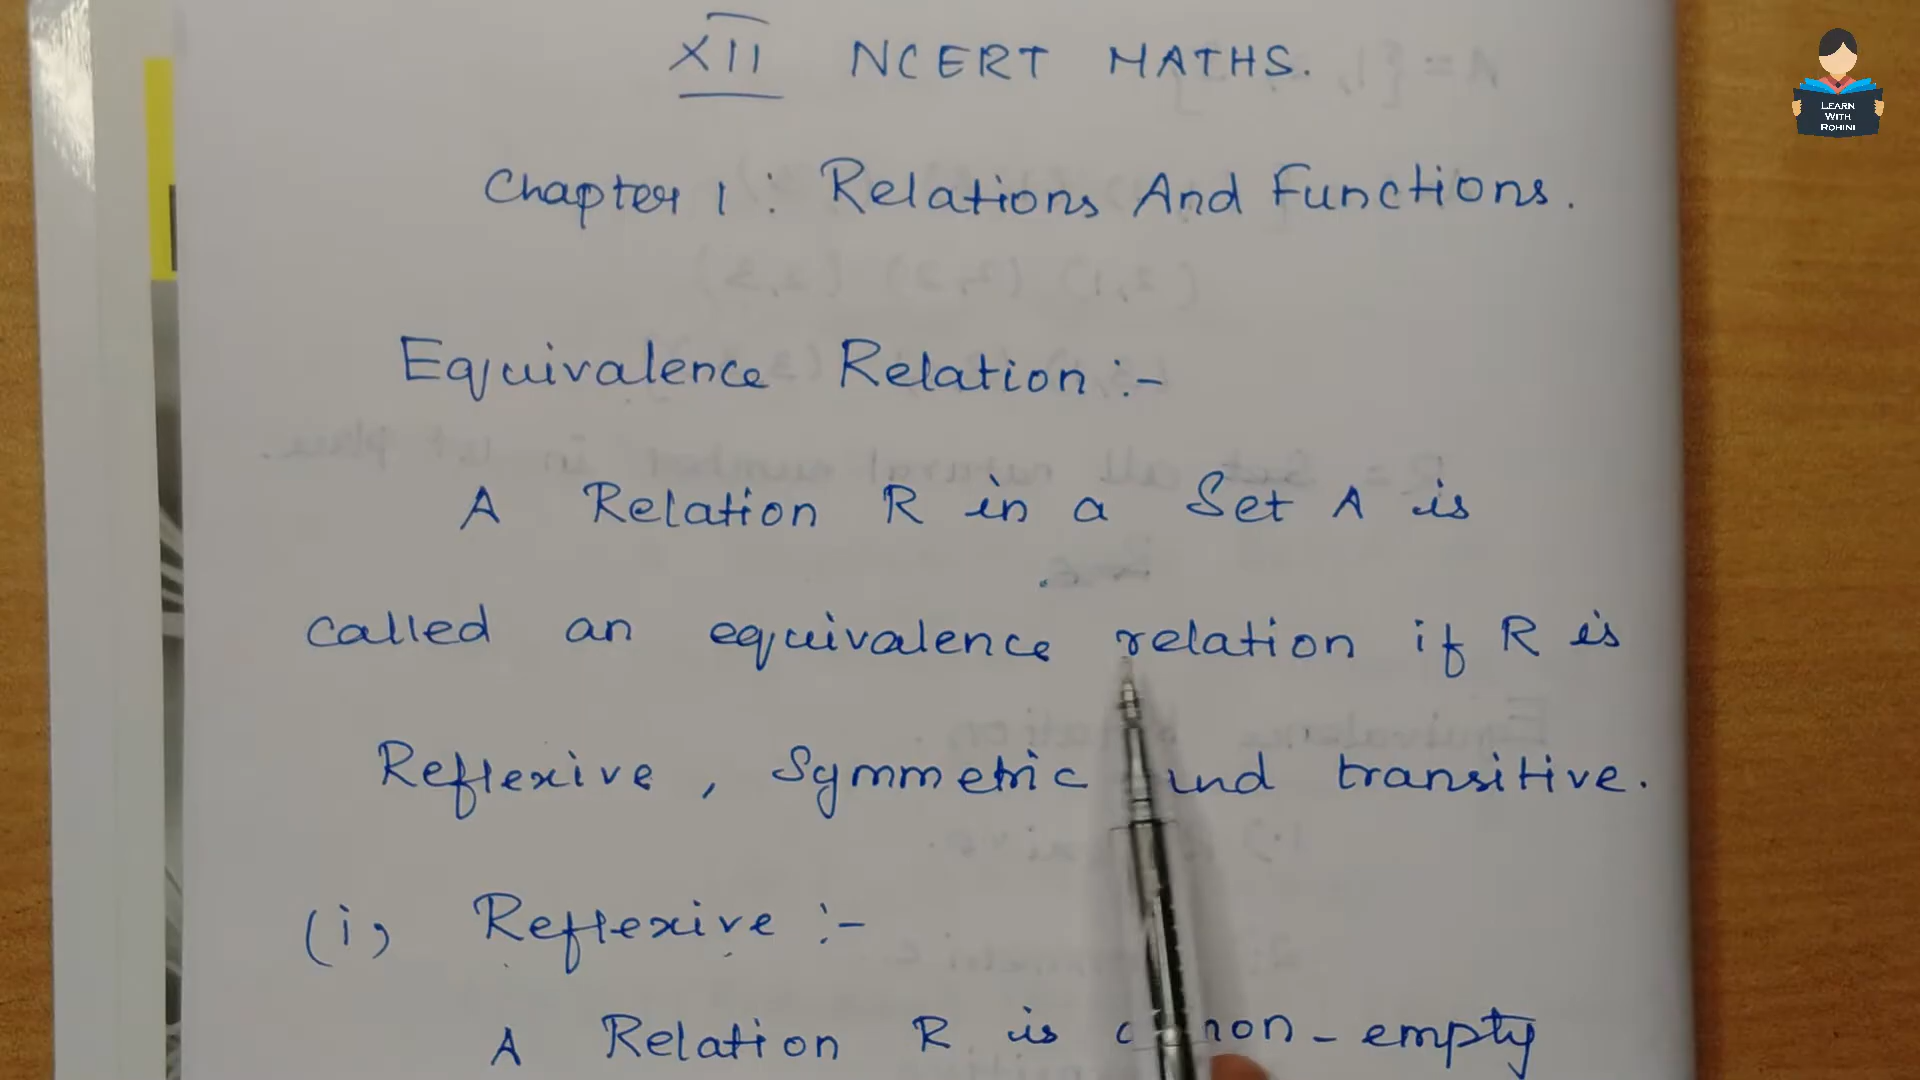 XII NCERT MATHS.
LEARN
WITH
ROHINI
Chapter 1 : Relations And Functions.
Equivalence Relation :-
A Relation R in a Set A is
called an equivalence relation if R is
Reflexive , Symmetric and transitive.
(i) Reflexive :-
A Relation R is a non-empty